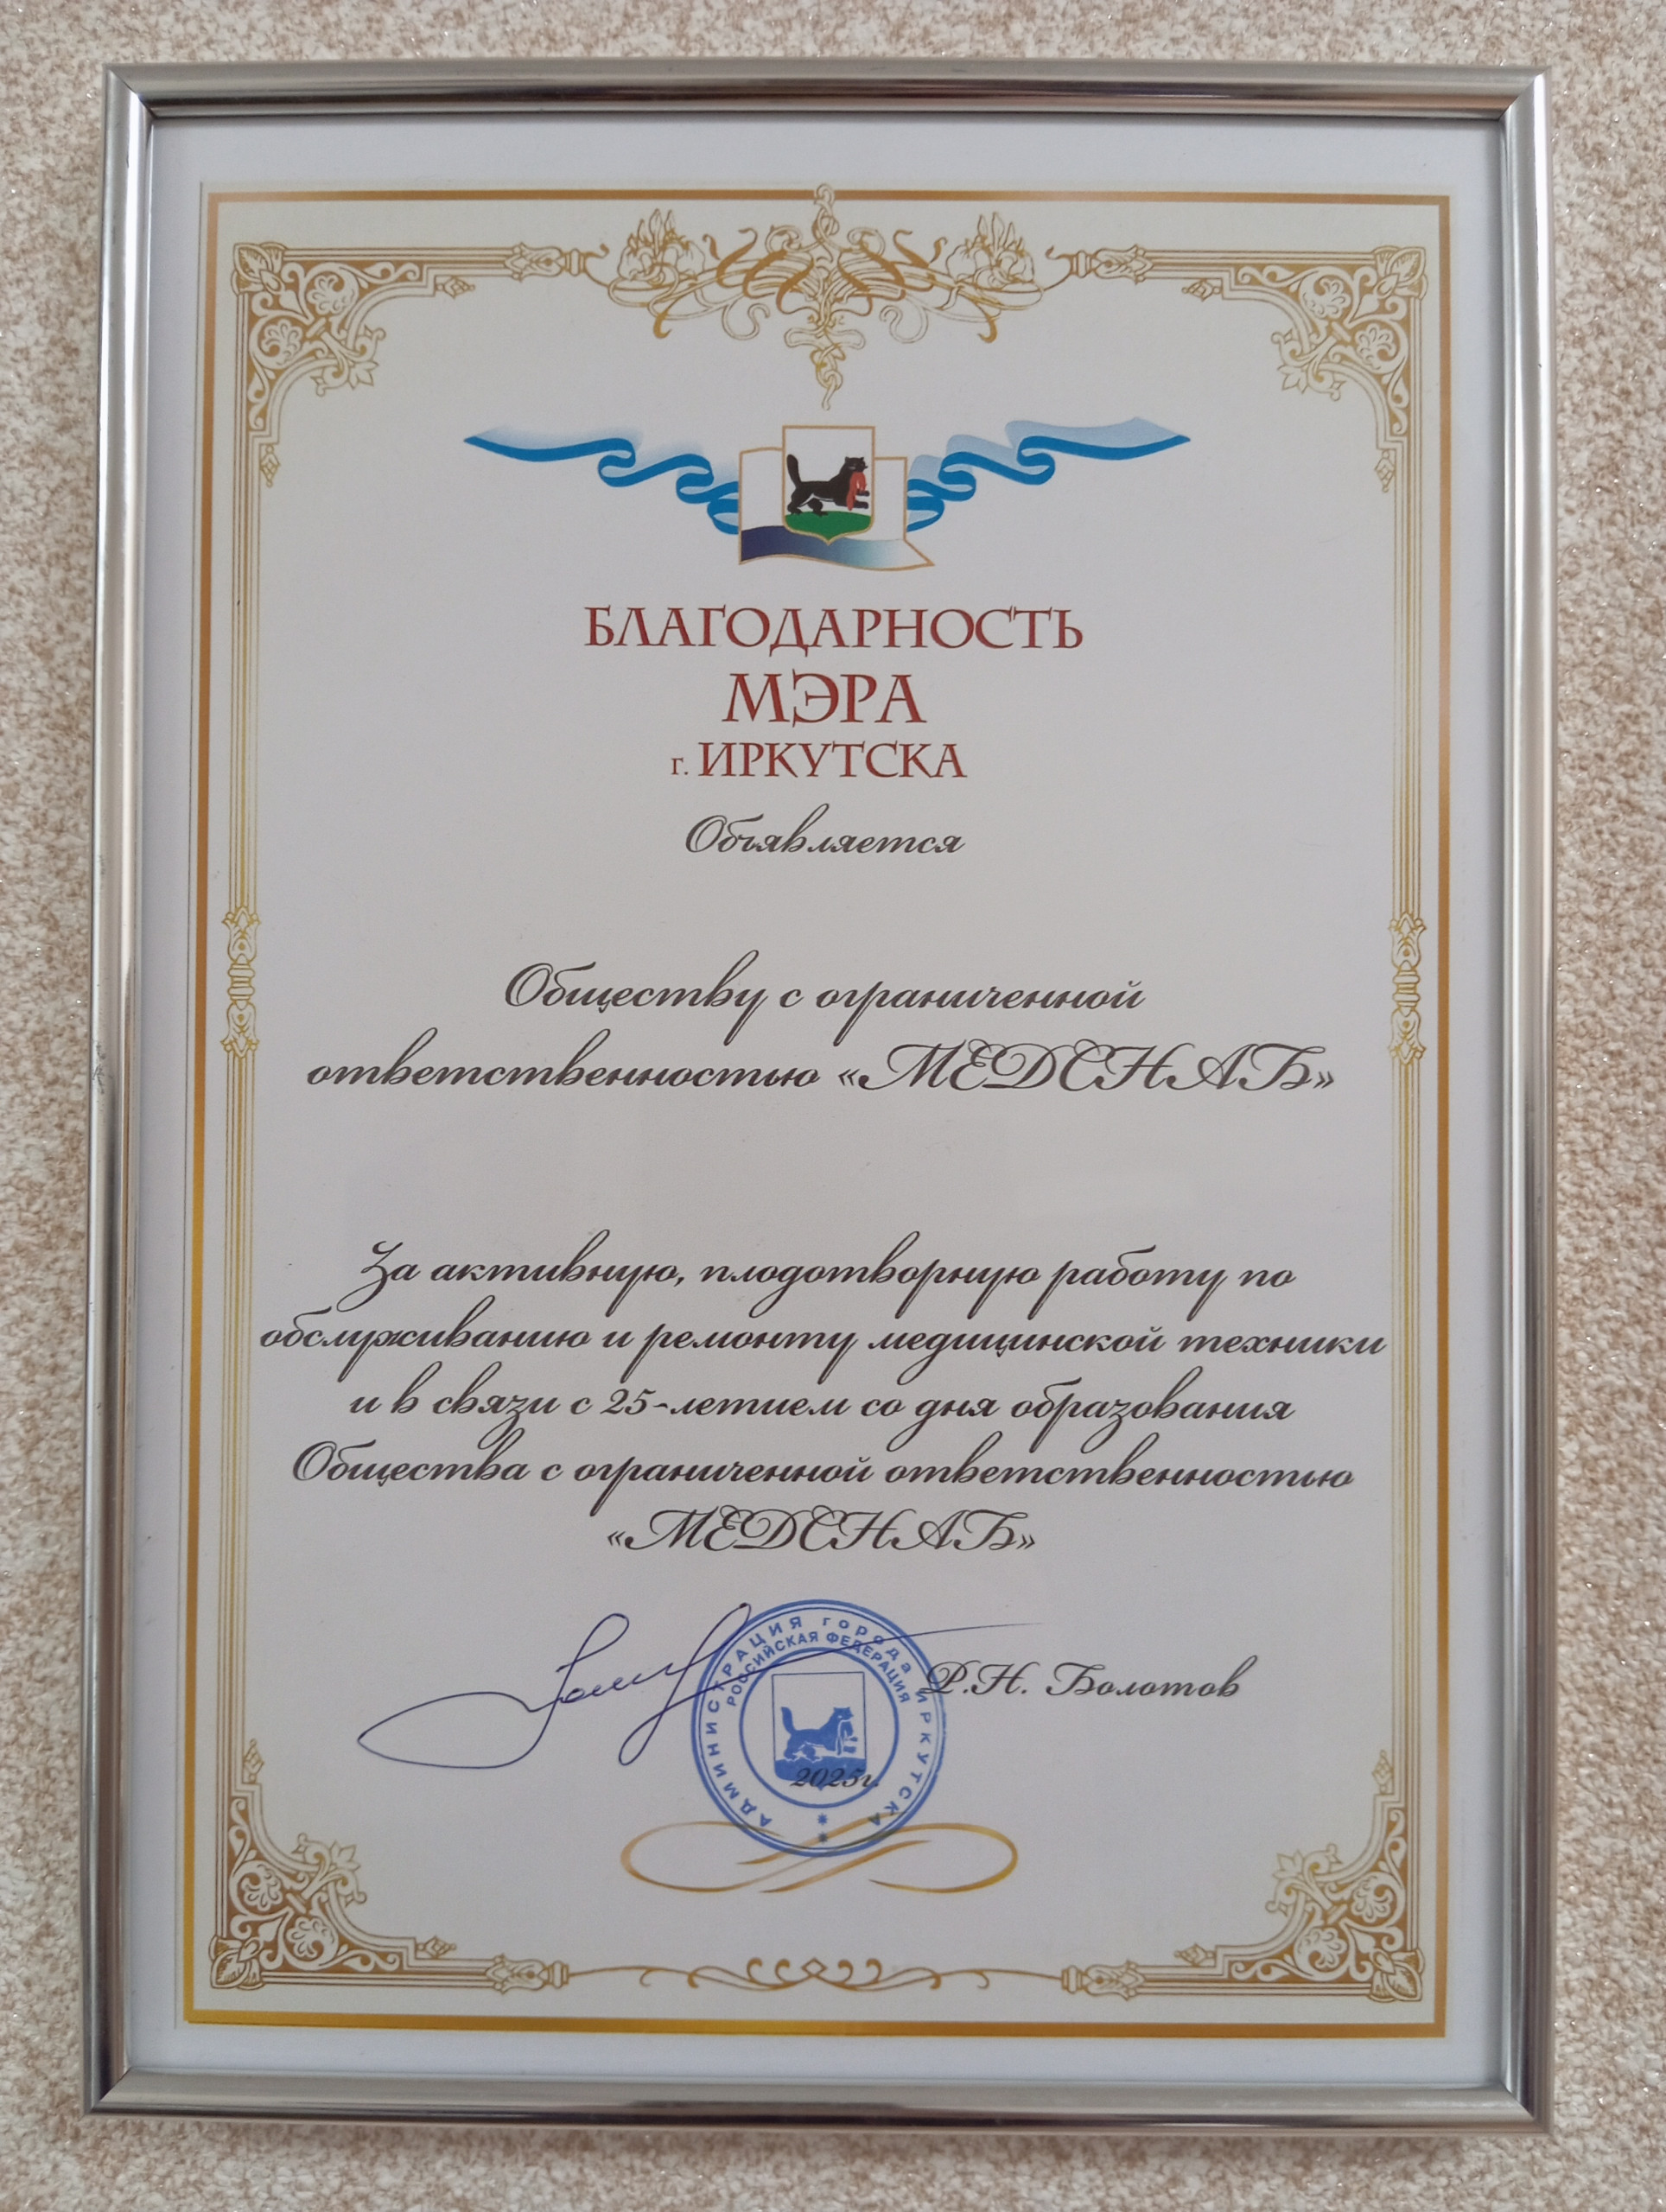 БЛАГОДАРНОСТЬ
МЭРА
г. ИРКУТСКА
Объявляется
Обществу с ограниченной
ответственностью «МЕДСНАБ»
За активную, плодотворную работу по
обслуживанию и ремонту медицинской техники
и в связи с 25-летием со дня образования
Общества с ограниченной ответственностью
«МЕДСНАБ»
АДМИНИСТРАЦИЯ города ИРКУТСКА
РОССИЙСКАЯ ФЕДЕРАЦИЯ
Р.Н. Болотов
2025г.